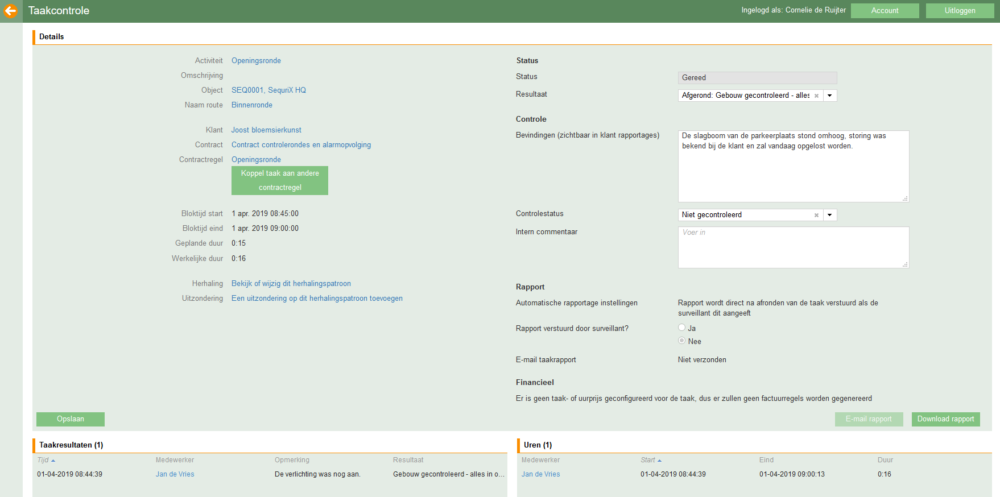 Taakcontrole
Ingelogd als: Cornelie de Ruijter
Account
Uitloggen
Details
Activiteit
Openingsronde
Omschrijving
Object
SEQ0001, SequriX HQ
Naam route
Binnenronde
Klant
Joost bloemsierkunst
Contract
Contract controlerondes en alarmopvolging
Contractregel
Openingsronde
Koppel taak aan andere
contractregel
Bloktijd start
1 apr. 2019 08:45:00
Bloktijd eind
1 apr. 2019 09:00:00
Geplande duur
0:15
Werkelijke duur
0:16
Herhaling
Bekijk of wijzig dit herhalingspatroon
Uitzondering
Een uitzondering op dit herhalingspatroon toevoegen
Status
Status
Gereed
Resultaat
Afgerond: Gebouw gecontroleerd - alles
Controle
Bevindingen (zichtbaar in klant rapportages)
De slagboom van de parkeerplaats stond omhoog, storing was
bekend bij de klant en zal vandaag opgelost worden.
Controlestatus
Niet gecontroleerd
Intern commentaar
Voer in
Rapport
Automatische rapportage instellingen
Rapport wordt direct na afronden van de taak verstuurd als de
surveillant dit aangeeft
Rapport verstuurd door surveillant?
Ja
Nee
E-mail taakrapport
Niet verzonden
Financieel
Er is geen taak- of uurprijs geconfigureerd voor de taak, dus er zullen geen factuurregels worden gegenereerd
Opslaan
E-mail rapport
Download rapport
Taakresultaten (1)
Tijd
Medewerker
Opmerking
Resultaat
01-04-2019 08:44:39
Jan de Vries
De verlichting was nog aan.
Gebouw gecontroleerd - alles in o...
Uren (1)
Medewerker
Start
Eind
Duur
Jan de Vries
01-04-2019 08:44:39
01-04-2019 09:00:13
0:16